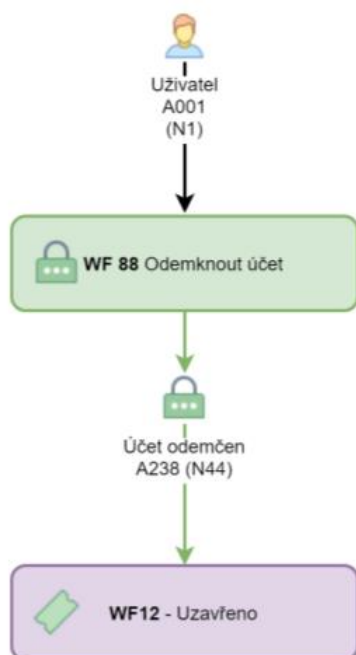 Uživatel
A001
(N1)
WF 88 Odemknout účet
Účet odemčen
A238 (N44)
WF12 - Uzavřeno